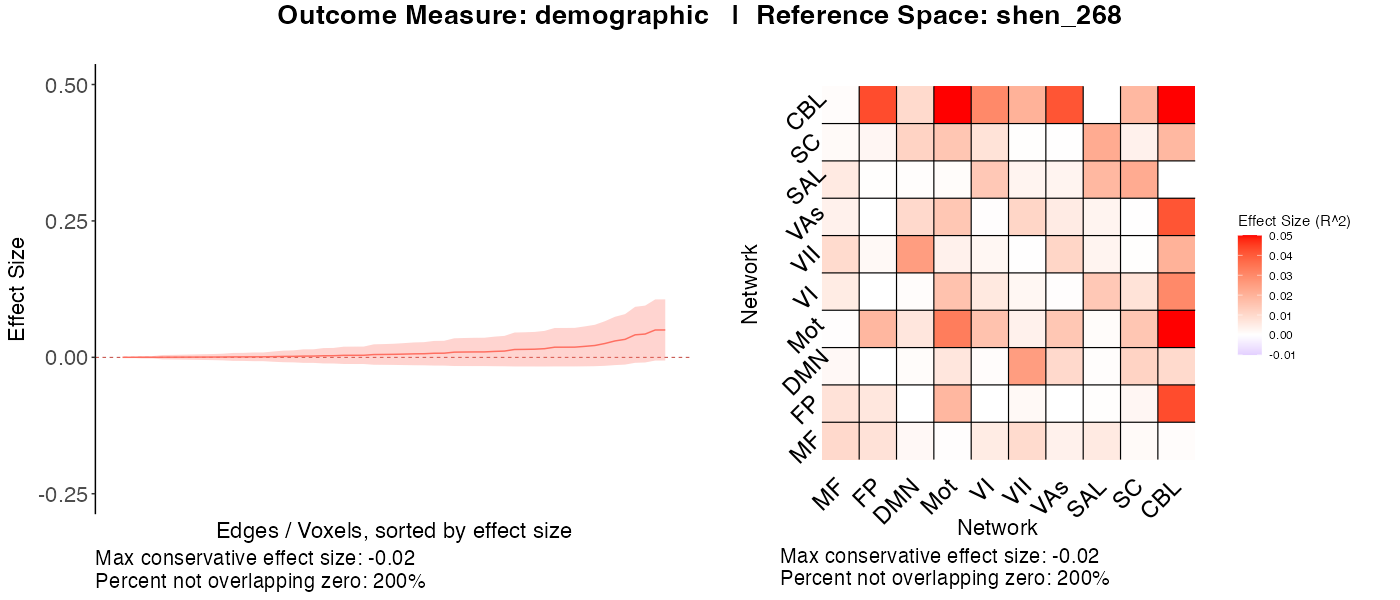 Outcome Measure: demographic | Reference Space: shen_268
0.50
0.25
0.00
-0.25
Effect Size
Edges / Voxels, sorted by effect size
Max conservative effect size: -0.02
Percent not overlapping zero: 200%
CBL
SC
SAL
VAs
VII
VI
Mot
DMN
FP
MF
Network
MF
FP
DMN
Mot
VI
VII
VAs
SAL
SC
CBL
Network
Max conservative effect size: -0.02
Percent not overlapping zero: 200%
Effect Size (R^2)
0.05
0.04
0.03
0.02
0.01
0.00
-0.01